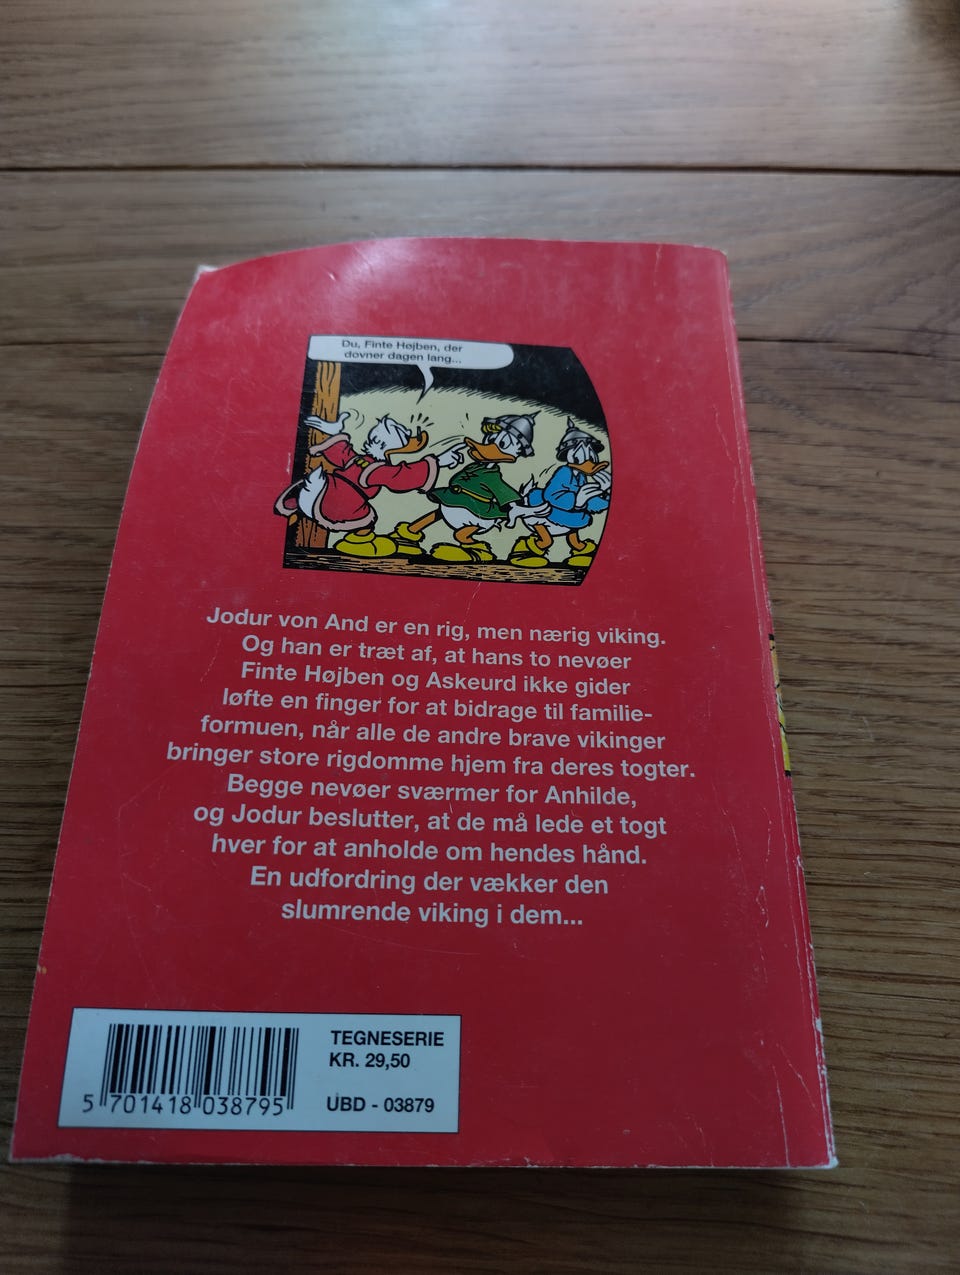 Du, Finte Højben, der
dovner dagen lang...
Jodur von And er en rig, men nærig viking.
Og han er træt af, at hans to nevøer
Finte Højben og Askeurd ikke gider
løfte en finger for at bidrage til familie-
formuen, når alle de andre brave vikinger
bringer store rigdomme hjem fra deres togter.
Begge nevøer sværmer for Anhilde,
og Jodur beslutter, at de må lede et togt
hver for at anholde om hendes hånd.
En udfordring der vækker den
slumrende viking i dem...
TEGNESERIE
KR. 29,50
UBD - 03879
5 701418 038795